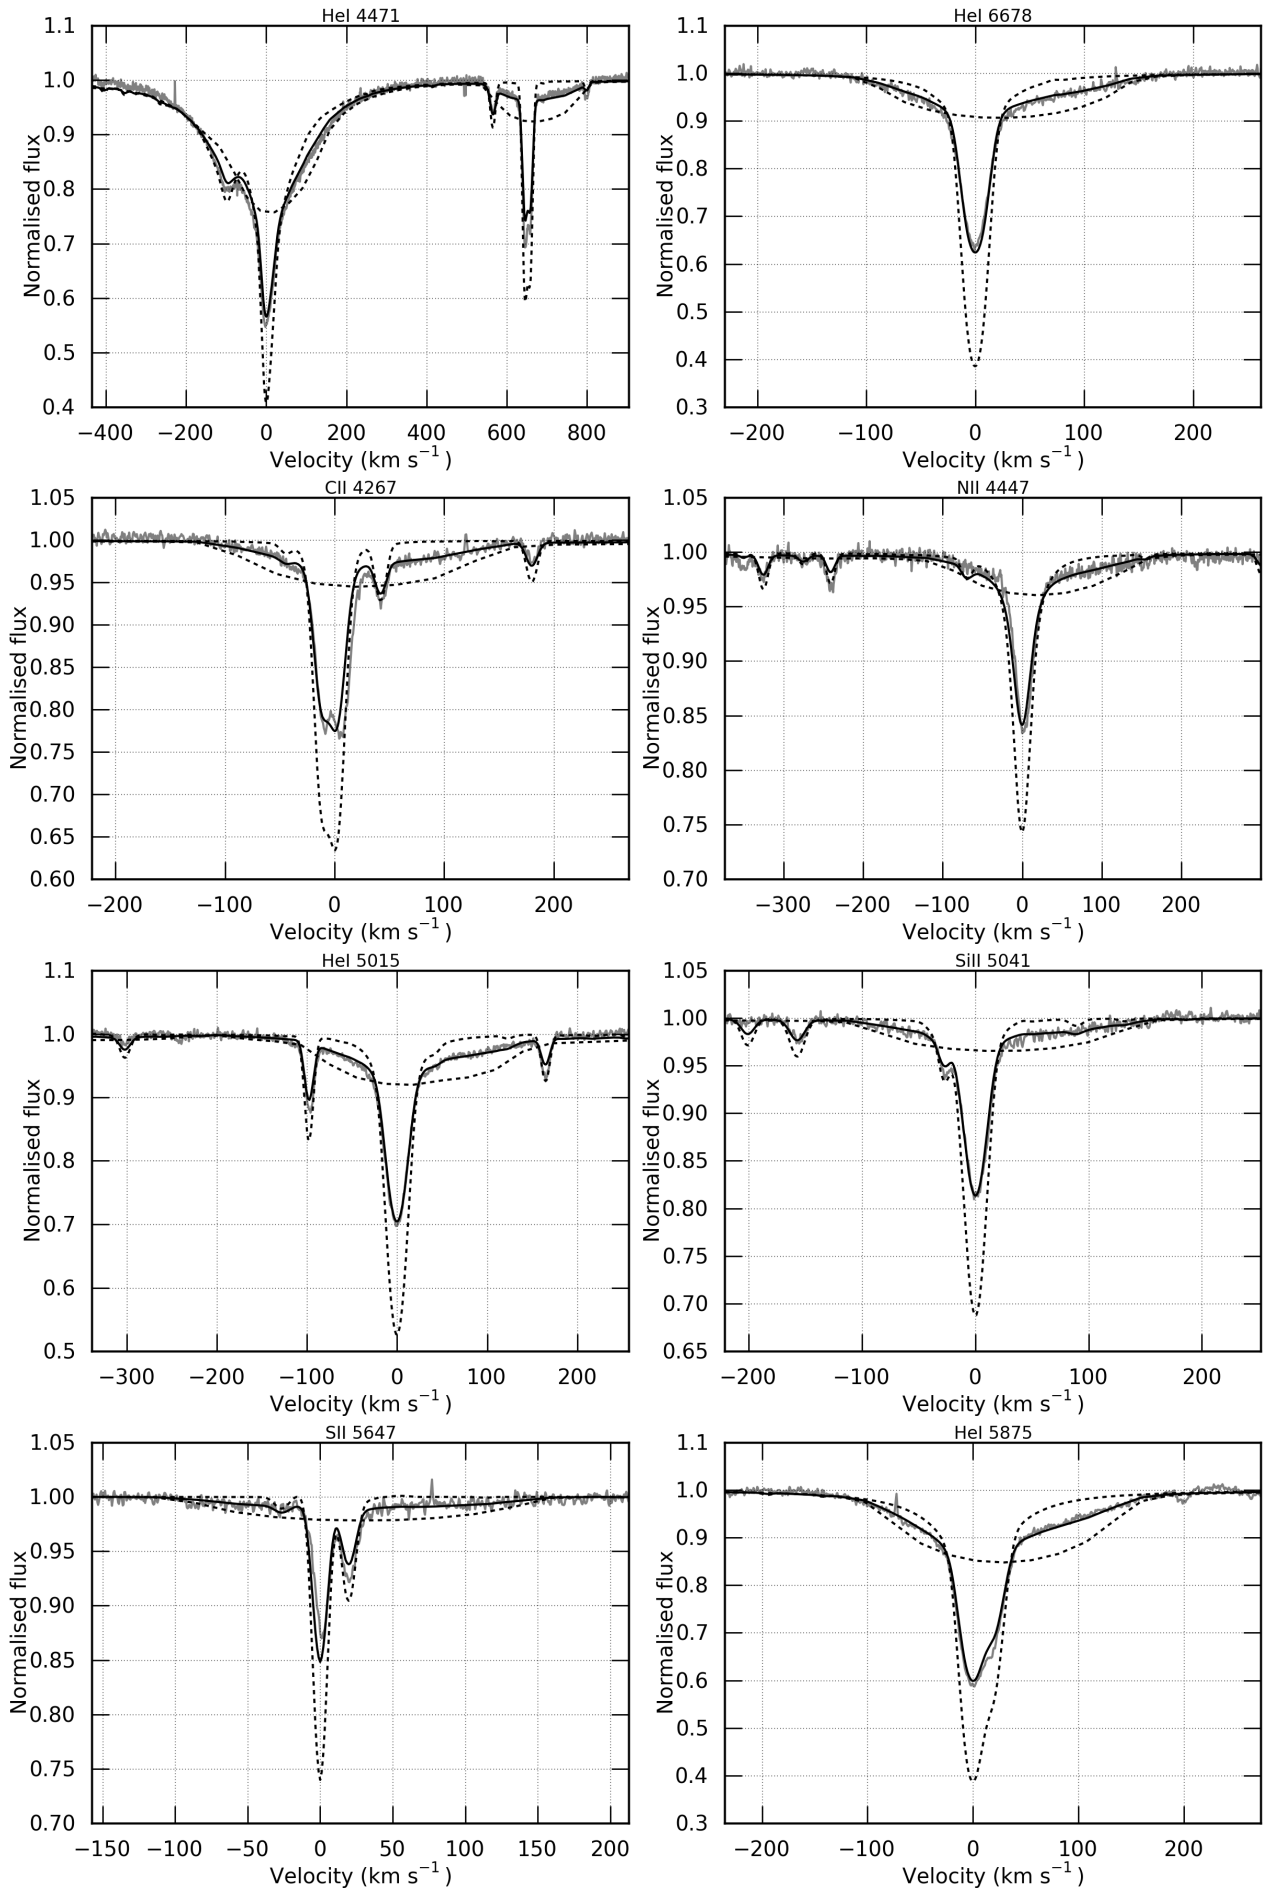 HeI 4471
1.1
1.0
0.9
0.8
0.7
0.6
0.5
0.4
Normalised flux
−400 −200 0 200 400 600 800
Velocity (km s−1)
HeI 6678
1.1
1.0
0.9
0.8
0.7
0.6
0.5
0.4
0.3
Normalised flux
−200 −100 0 100 200
Velocity (km s−1)
CII 4267
1.05
1.00
0.95
0.90
0.85
0.80
0.75
0.70
0.65
0.60
Normalised flux
−200 −100 0 100 200
Velocity (km s−1)
NII 4447
1.05
1.00
0.95
0.90
0.85
0.80
0.75
0.70
Normalised flux
−300 −200 −100 0 100 200
Velocity (km s−1)
HeI 5015
1.1
1.0
0.9
0.8
0.7
0.6
0.5
Normalised flux
−300 −200 −100 0 100 200
Velocity (km s−1)
SiII 5041
1.05
1.00
0.95
0.90
0.85
0.80
0.75
0.70
0.65
Normalised flux
−200 −100 0 100 200
Velocity (km s−1)
SII 5647
1.05
1.00
0.95
0.90
0.85
0.80
0.75
0.70
Normalised flux
−150 −100 −50 0 50 100 150 200
Velocity (km s−1)
HeI 5875
1.1
1.0
0.9
0.8
0.7
0.6
0.5
0.4
0.3
Normalised flux
−200 −100 0 100 200
Velocity (km s−1)